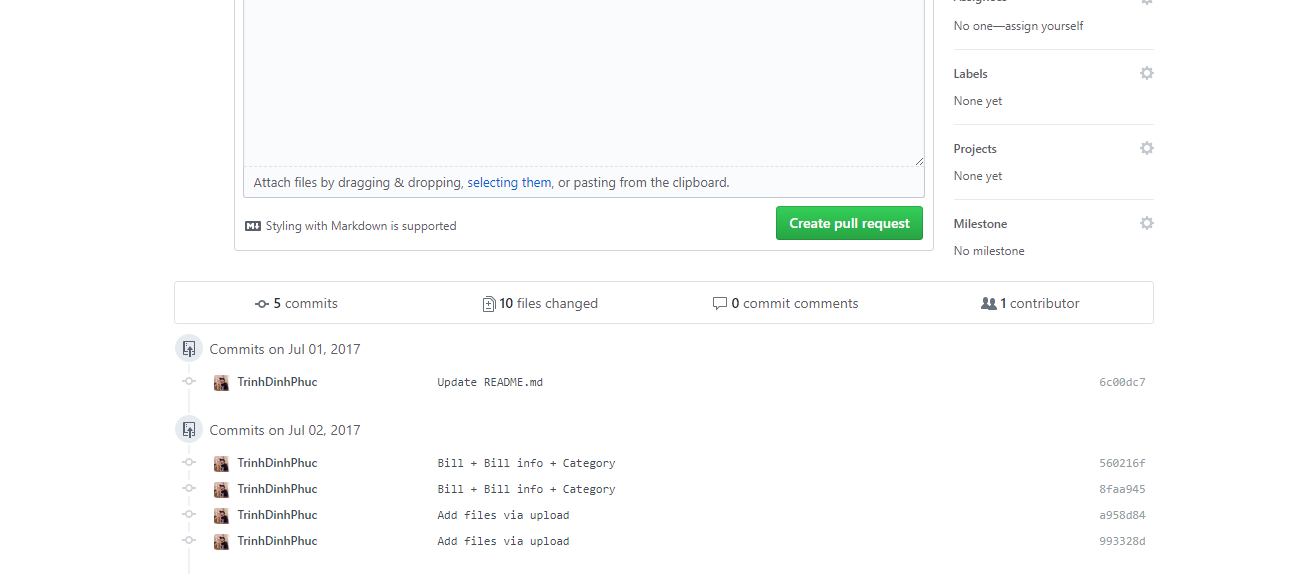 Assignees
No one—assign yourself
Labels
None yet
Projects
None yet
Attach files by dragging & dropping, selecting them, or pasting from the clipboard.
Styling with Markdown is supported
Create pull request
Milestone
No milestone
5 commits
10 files changed
0 commit comments
1 contributor
Commits on Jul 01, 2017
TrinhDinhPhuc Update README.md 6c00dc7
Commits on Jul 02, 2017
TrinhDinhPhuc Bill + Bill info + Category 560216f
TrinhDinhPhuc Bill + Bill info + Category 8faa945
TrinhDinhPhuc Add files via upload a958d84
TrinhDinhPhuc Add files via upload 993328d